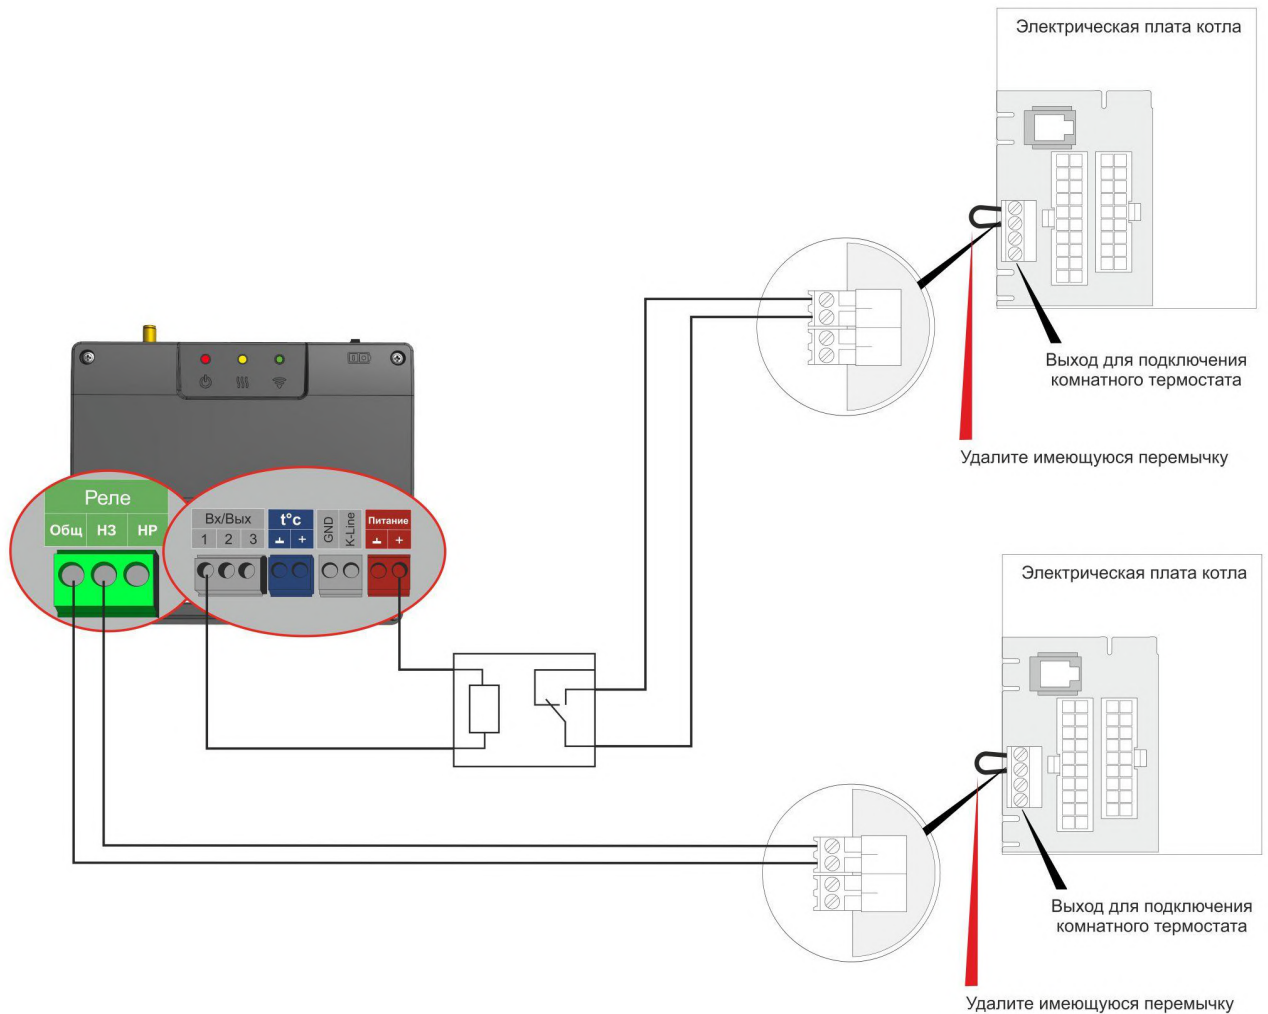 Электрическая плата котла
Выход для подключения
комнатного термостата
Удалите имеющуюся перемычку
Реле
Общ НЗ НР
Вх/Вых
1 2 3
t°c
+
GND
K-Line
Питание
+
Электрическая плата котла
Выход для подключения
комнатного термостата
Удалите имеющуюся перемычку